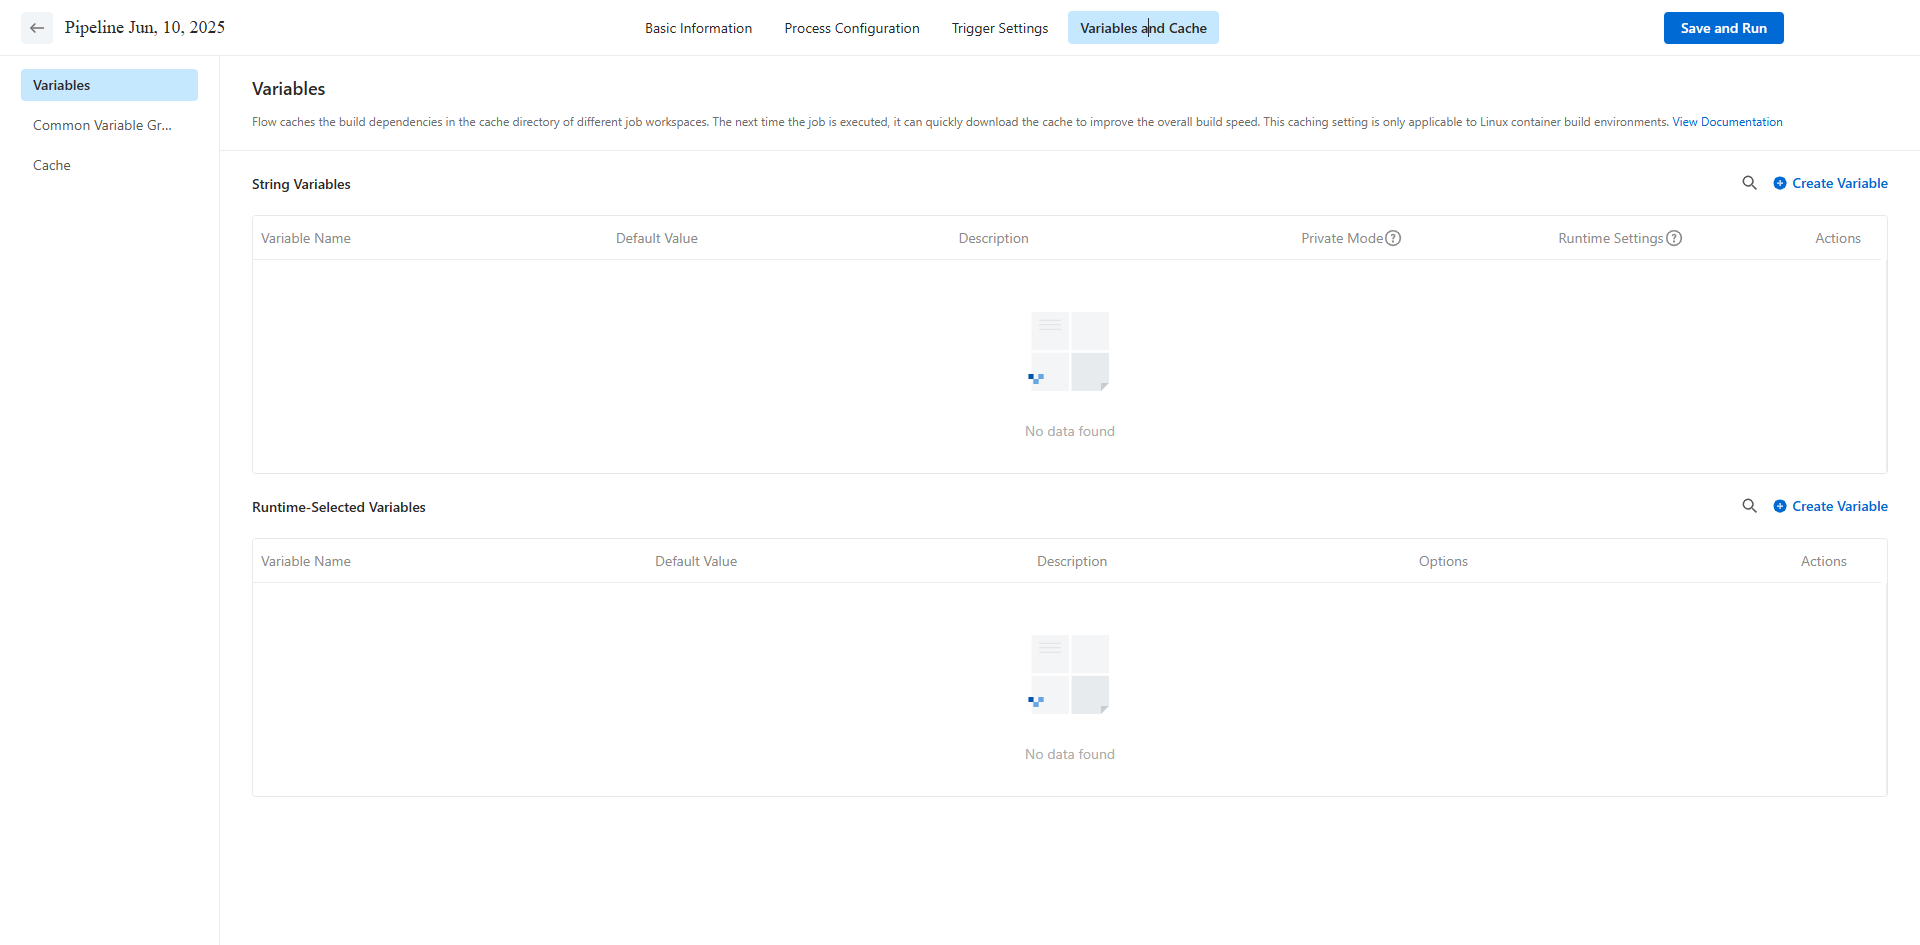 Pipeline Jun, 10, 2025
Basic Information
Process Configuration
Trigger Settings
Variables and Cache
Save and Run
Variables
Common Variable Gr...
Cache
Variables
Flow caches the build dependencies in the cache directory of different job workspaces. The next time the job is executed, it can quickly download the cache to improve the overall build speed. This caching setting is only applicable to Linux container build environments. View Documentation
String Variables
Create Variable
Variable Name
Default Value
Description
Private Mode
Runtime Settings
Actions
No data found
Runtime-Selected Variables
Create Variable
Variable Name
Default Value
Description
Options
Actions
No data found